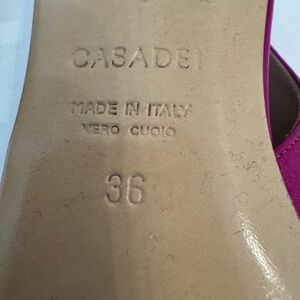 CASADEI
MADE IN ITALY
VERO CUOIO
36